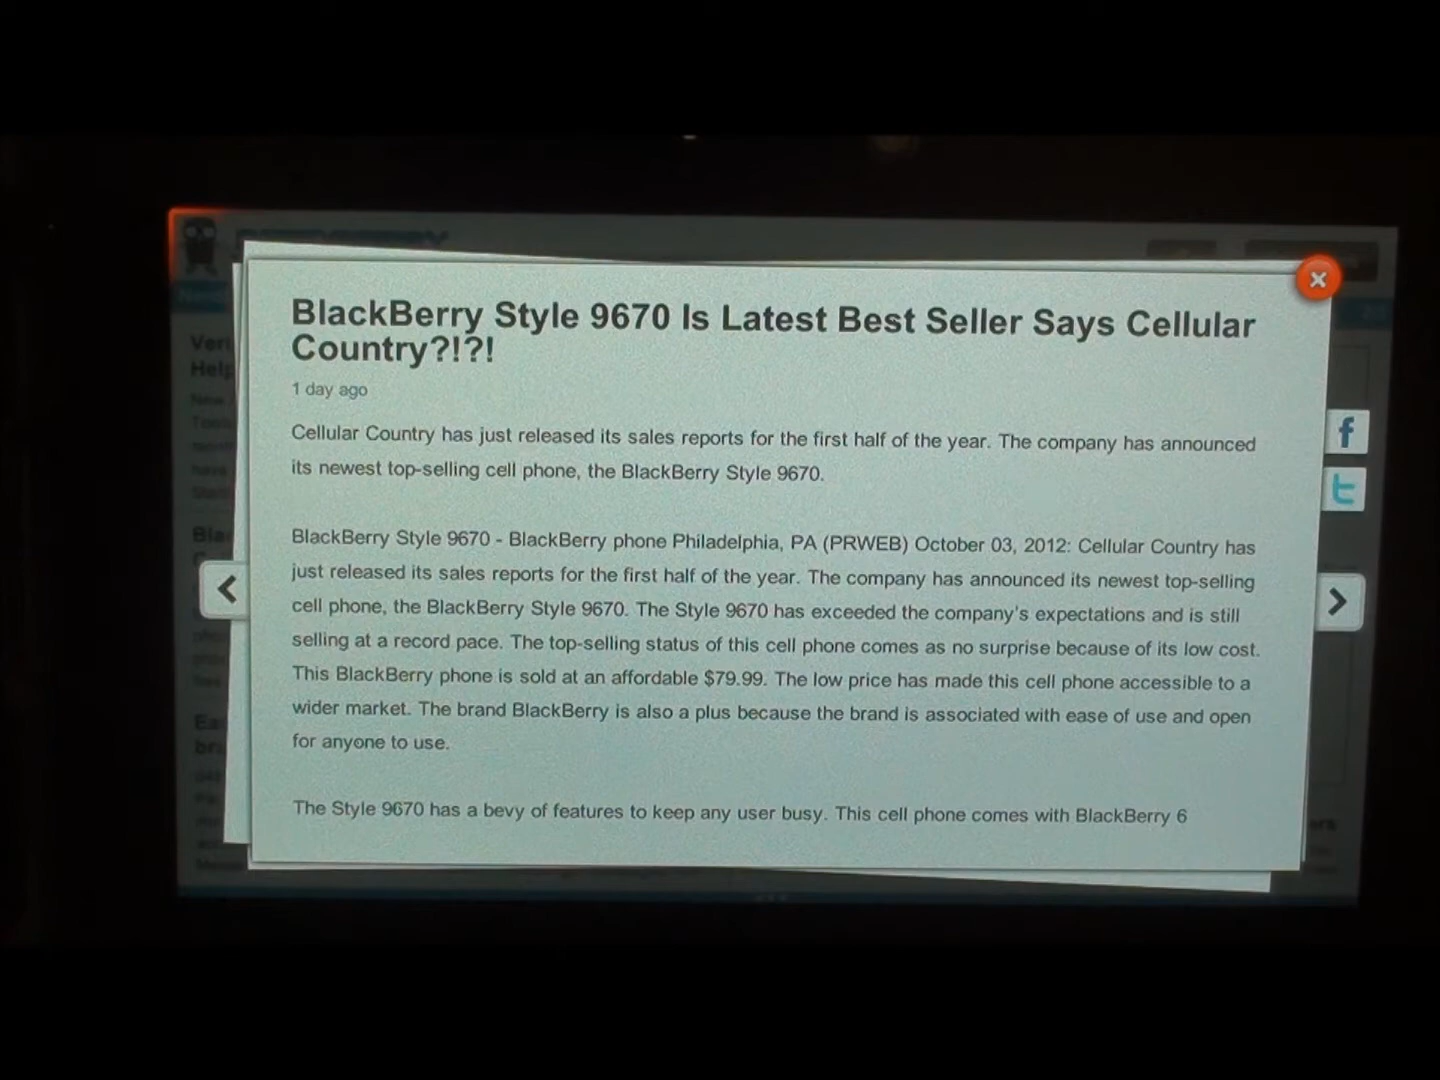 BlackBerry Style 9670 Is Latest Best Seller Says Cellular
Country?!?!
1 day ago
Cellular Country has just released its sales reports for the first half of the year. The company has announced
its newest top-selling cell phone, the BlackBerry Style 9670.
BlackBerry Style 9670 - BlackBerry phone Philadelphia, PA (PRWEB) October 03, 2012: Cellular Country has
just released its sales reports for the first half of the year. The company has announced its newest top-selling
cell phone, the BlackBerry Style 9670. The Style 9670 has exceeded the company's expectations and is still
selling at a record pace. The top-selling status of this cell phone comes as no surprise because of its low cost.
This BlackBerry phone is sold at an affordable $79.99. The low price has made this cell phone accessible to a
wider market. The brand BlackBerry is also a plus because the brand is associated with ease of use and open
for anyone to use.
The Style 9670 has a bevy of features to keep any user busy. This cell phone comes with BlackBerry 6